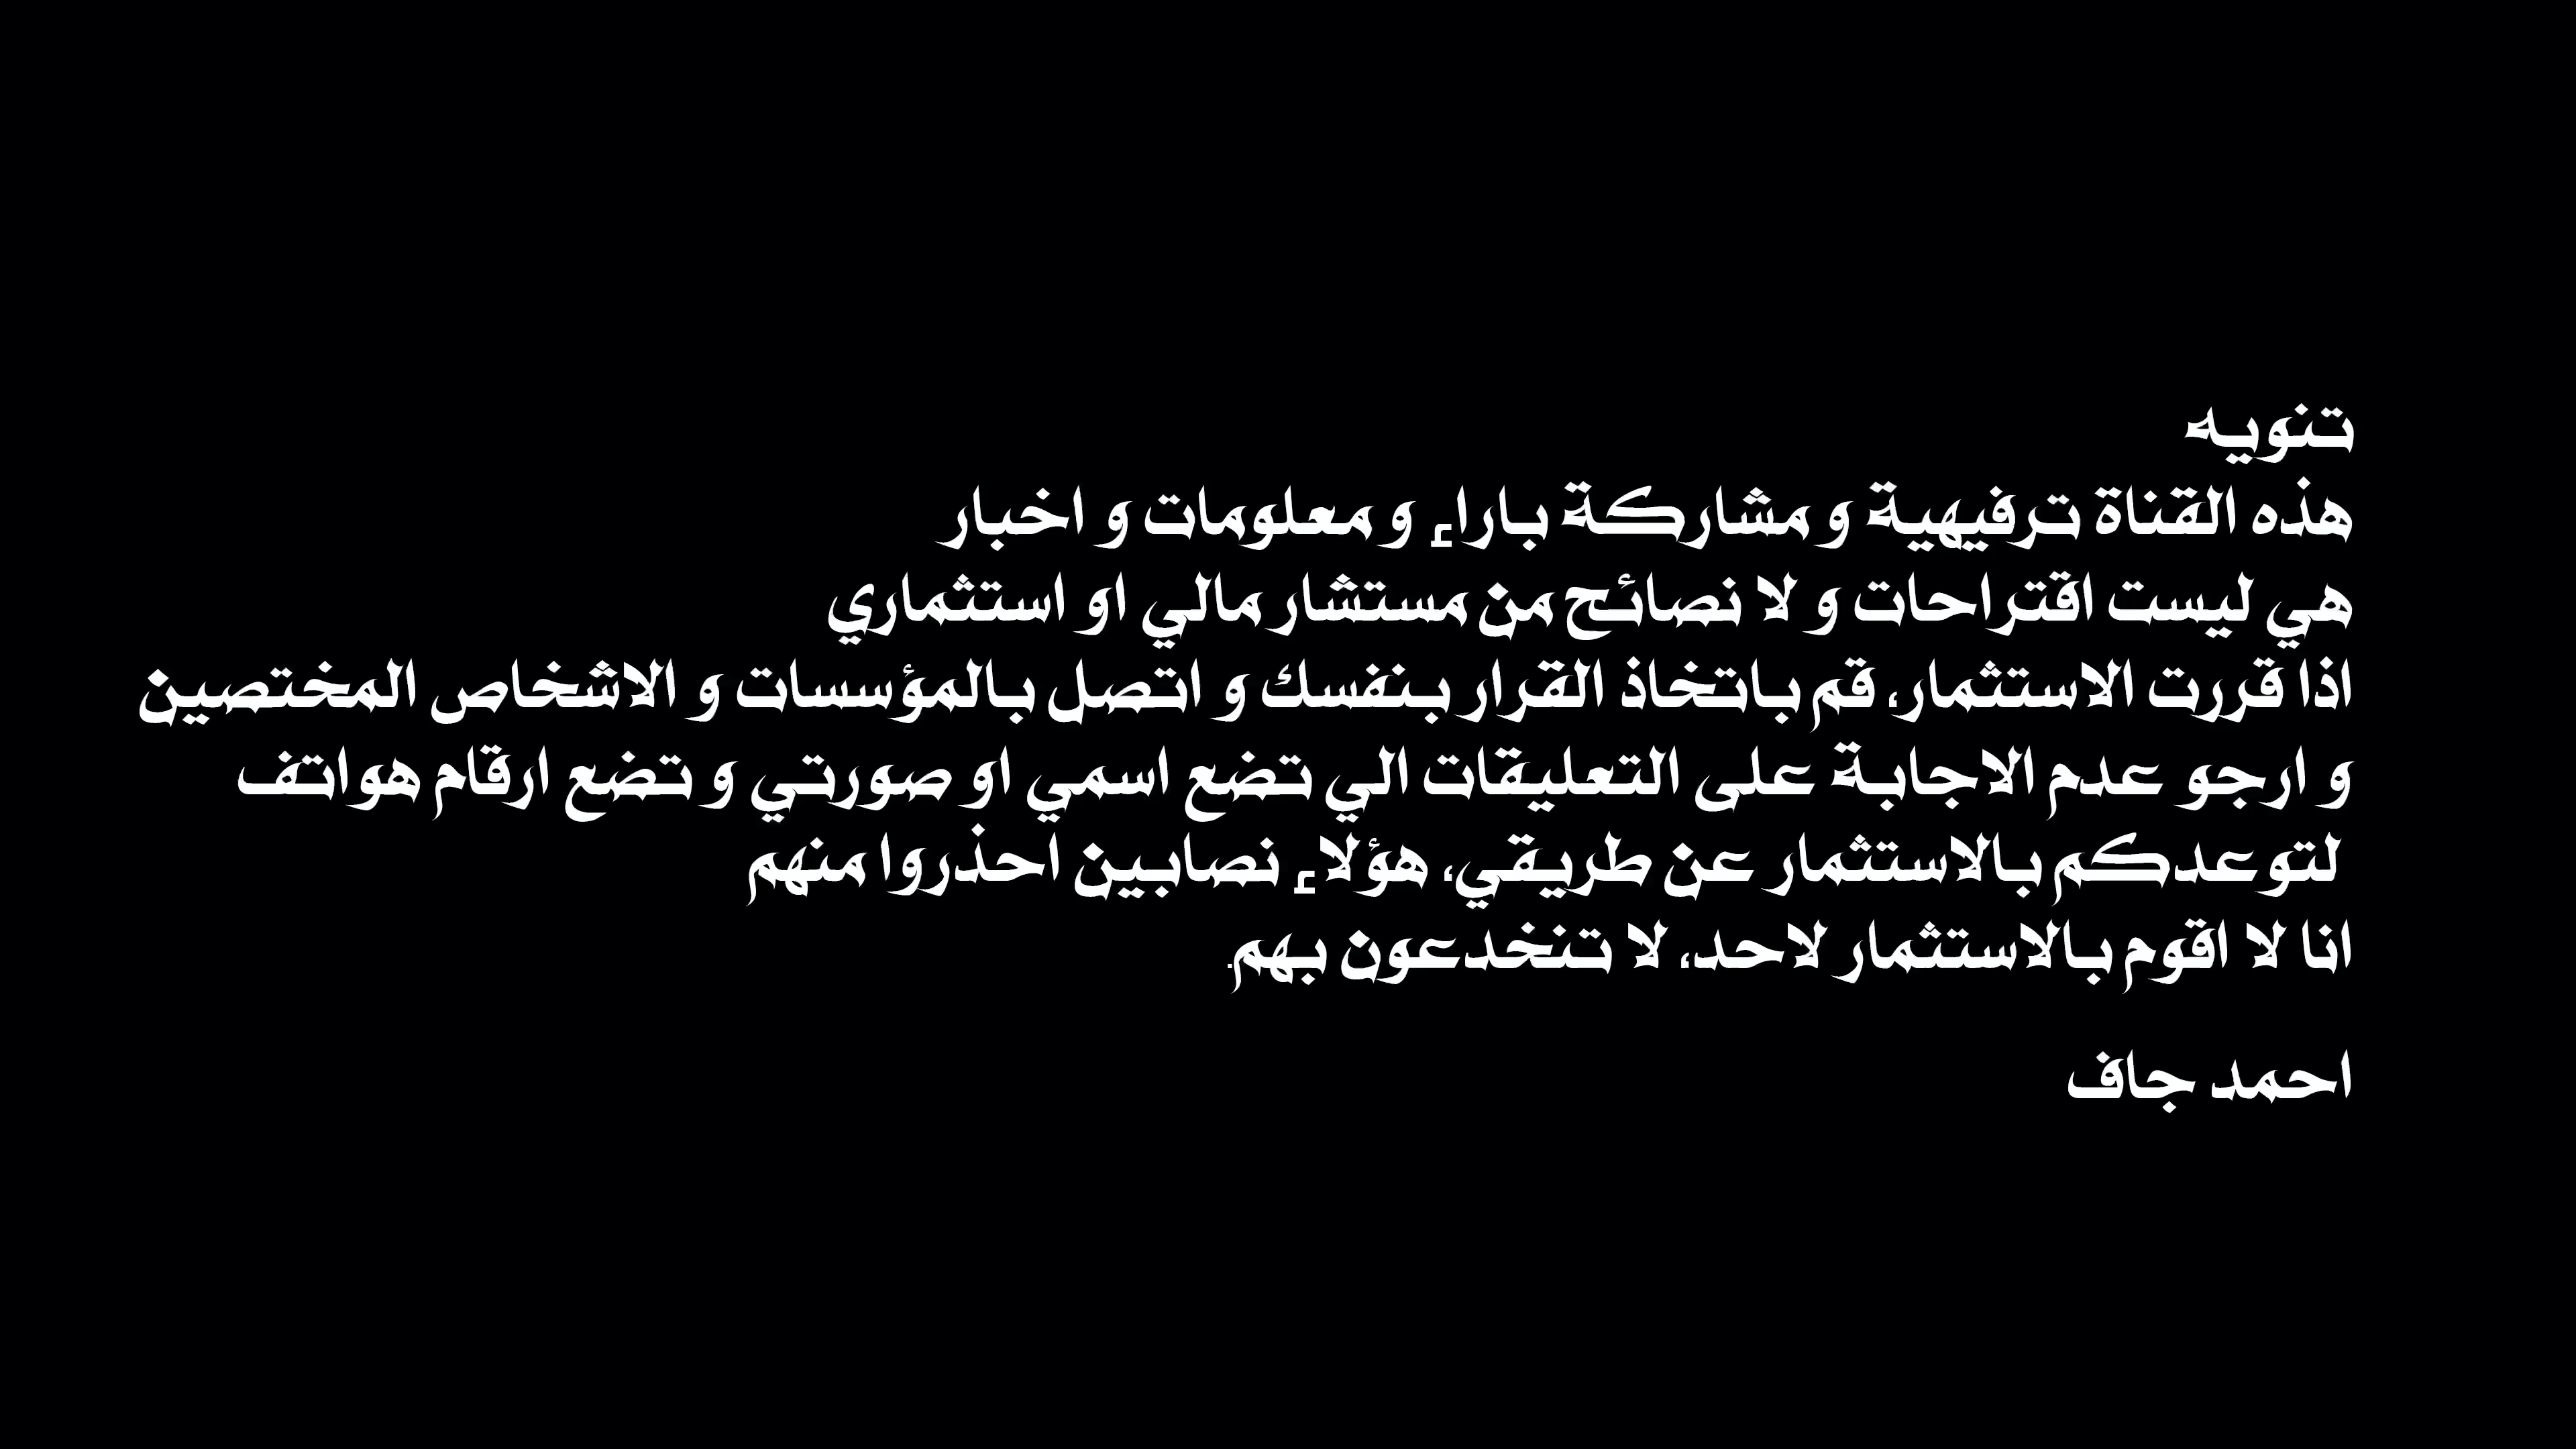 تنويه
هذه القناة ترفيهية و مشاركة باراء و معلومات و اخبار
هي ليست اقتراحات و لا نصائح من مستشار مالي او استثماري
اذا قررت الاستثمار، قم باتخاذ القرار بنفسك و اتصل بالمؤسسات و الاشخاص المختصين
و ارجو عدم الاجابة على التعليقات الي تضع اسمي او صورتي و تضع ارقام هواتف
لتوعدكم بالاستثمار عن طريقي، هؤلاء نصابين احذروا منهم
انا لا اقوم بالاستثمار لاحد، لا تنخدعون بهم.
احمد جاف